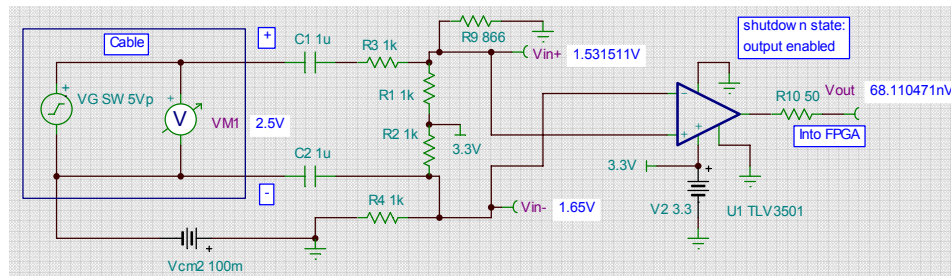 Cable
+
C1 1u
R3 1k
R9 866
Vin+ 1.531511V
shutdown state:
output enabled
VG SW 5Vp
+
V
VM1 2.5V
R1 1k
R2 1k
3.3V
C2 1u
-
R4 1k
Vin- 1.65V
+
Vcm2 100m
-
+
+
R10 50
Vout 68.110471nV
Into FPGA
3.3V
+
V2 3.3
U1 TLV3501